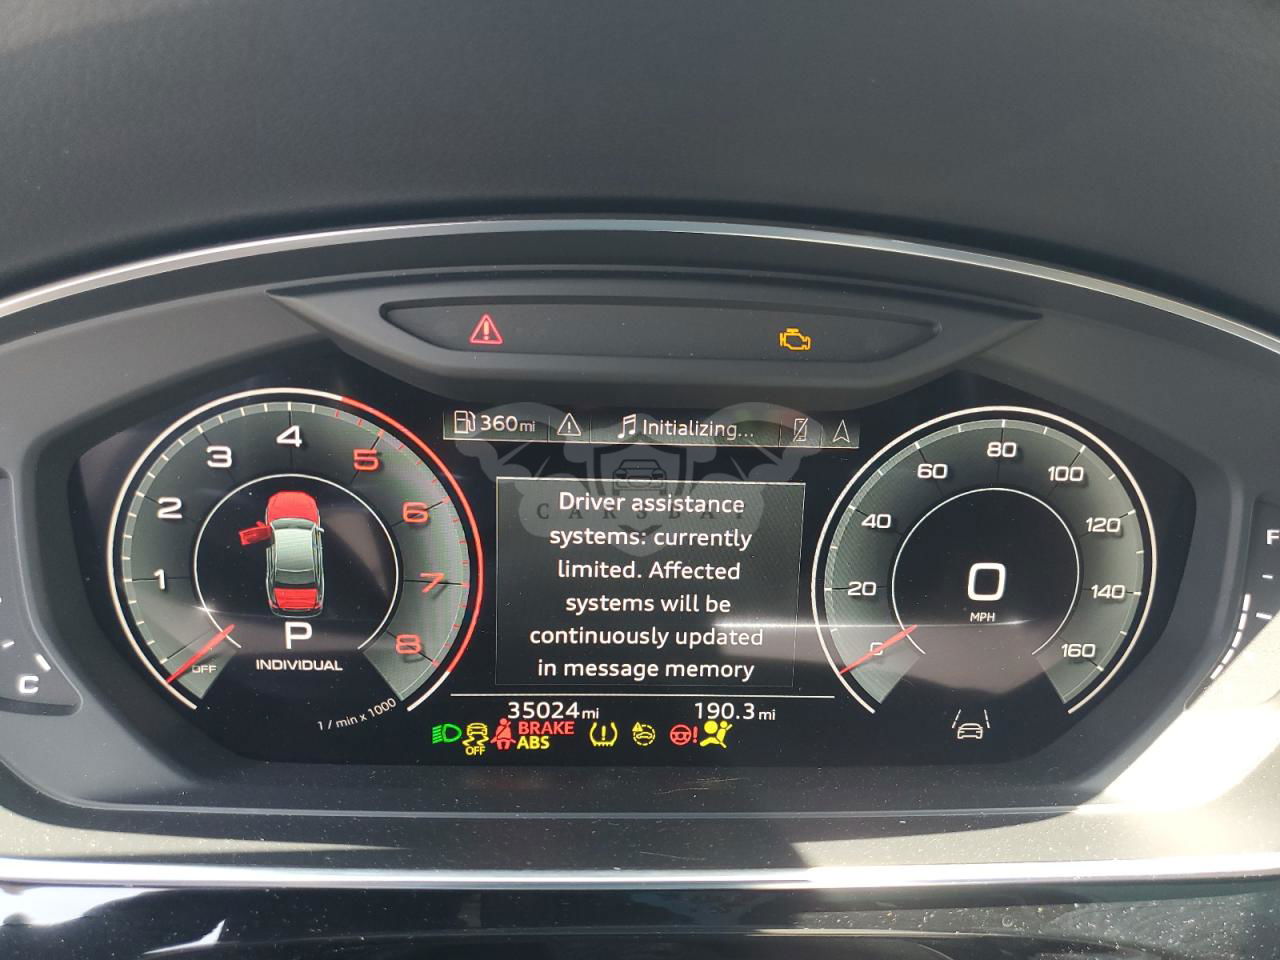 360mi
Initializing...
CARSBA
Driver assistance
systems: currently
limited. Affected
systems will be
continuously updated
in message memory
1
2
3
4
5
6
7
8
OFF
P
INDIVIDUAL
1 / min x 1000
0
20
40
60
80
100
120
140
160
0
MPH
35024mi
190.3mi
OFF
BRAKE
ABS
C
F